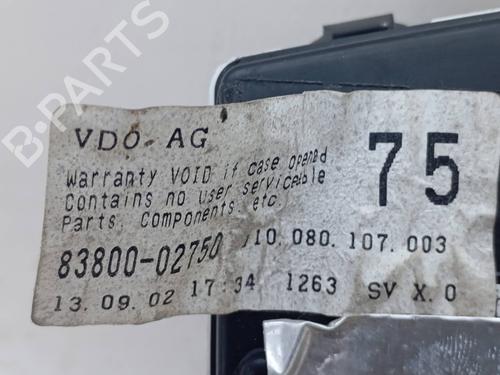 VDO AG
75
Warranty VOID if case opened
Contains no user serviceable
Parts, Components, etc.
83800-02750
110.080.107.003
13.09.02 17:34 1263 SV X.0
B-PARTS